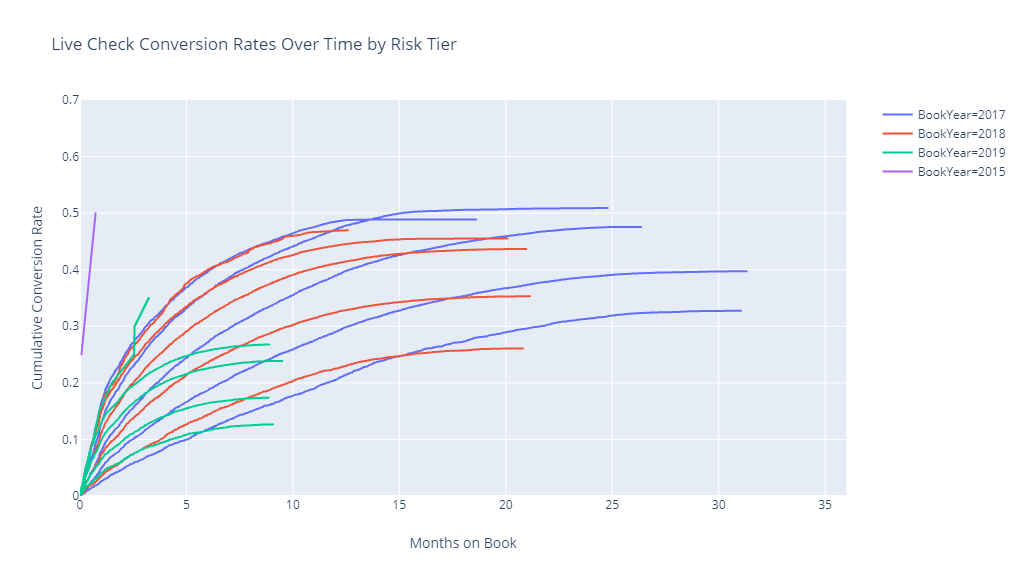 Live Check Conversion Rates Over Time by Risk Tier
0.7
0.6
0.5
0.4
0.3
0.2
0.1
0
Cumulative Conversion Rate
0 5 10 15 20 25 30 35
Months on Book
BookYear=2017
BookYear=2018
BookYear=2019
BookYear=2015